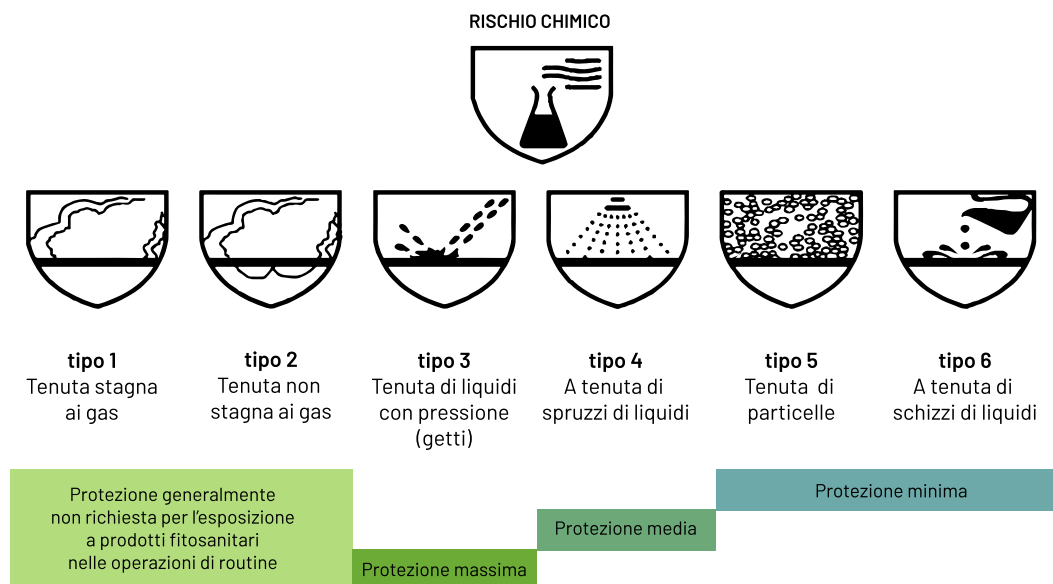 RISCHIO CHIMICO
tipo 1
Tenuta stagna
ai gas
tipo 2
Tenuta non
stagna ai gas
tipo 3
Tenuta di liquidi
con pressione
(getti)
tipo 4
A tenuta di
spruzzi di liquidi
tipo 5
Tenuta di
particelle
tipo 6
A tenuta di
schizzi di liquidi
Protezione generalmente
non richiesta per l'esposizione
a prodotti fitosanitari
nelle operazioni di routine
Protezione massima
Protezione media
Protezione minima